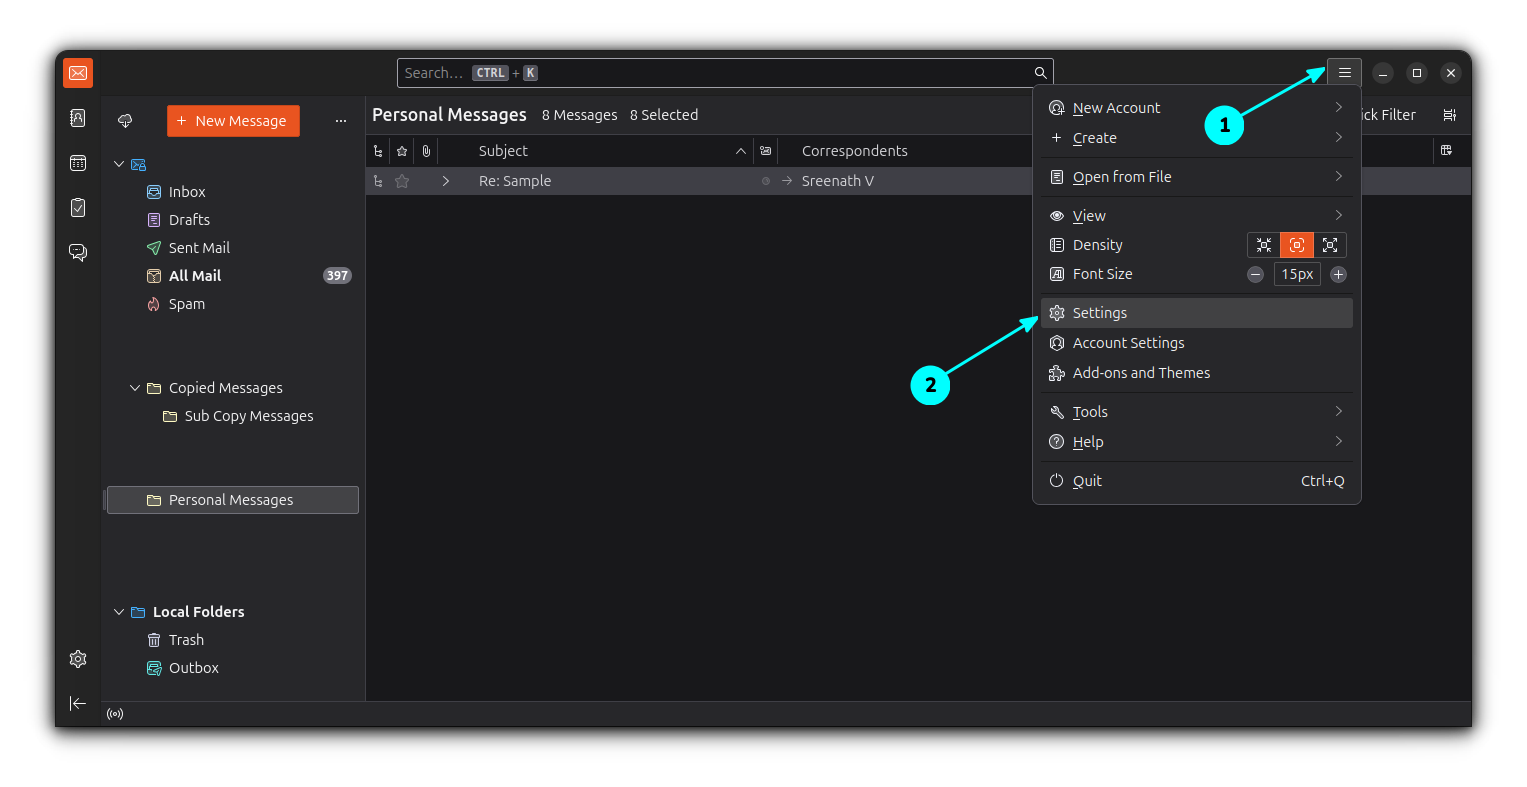 Search... CTRL + K
1
+ New Message
...
Personal Messages 8 Messages 8 Selected
ick Filter
Subject
Correspondents
Re: Sample
Sreenath V
Inbox
Drafts
Sent Mail
All Mail 397
Spam
Copied Messages
Sub Copy Messages
Personal Messages
Local Folders
Trash
Outbox
New Account
Create
Open from File
View
Density
Font Size 15px
Settings
2
Account Settings
Add-ons and Themes
Tools
Help
Quit Ctrl+Q